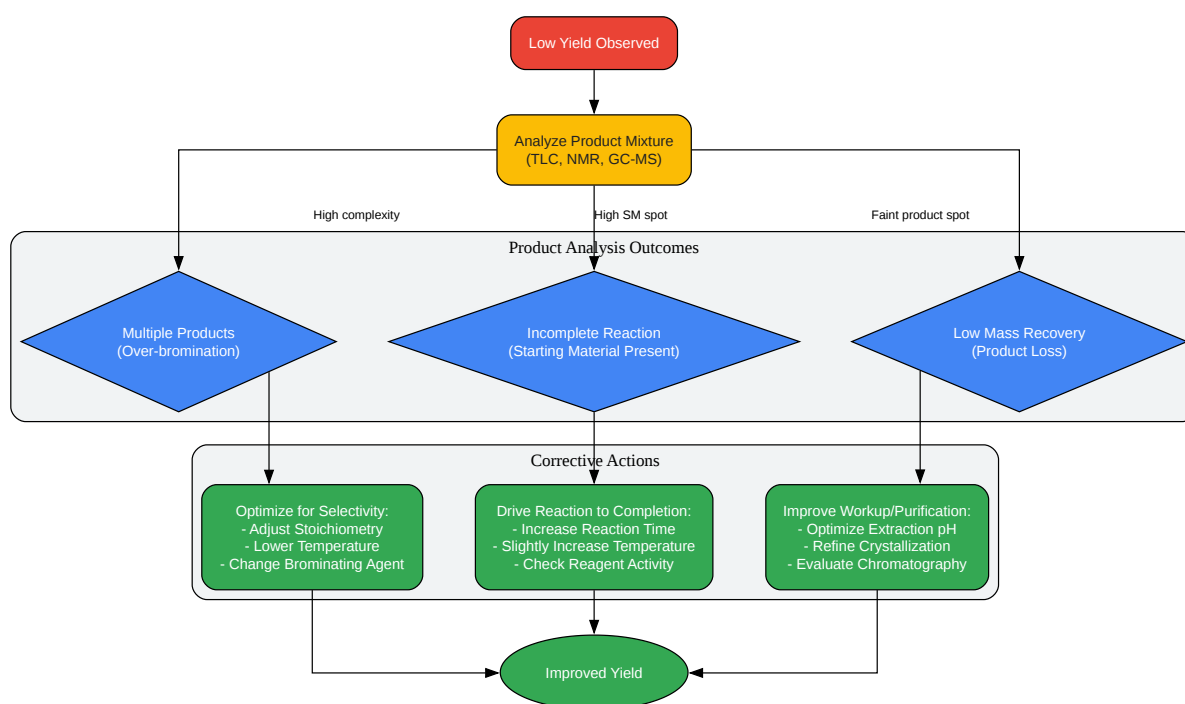 Low Yield Observed
Analyze Product Mixture
(TLC, NMR, GC-MS)
High complexity
High SM spot
Faint product spot
Product Analysis Outcomes
Multiple Products
(Over-bromination)
Incomplete Reaction
(Starting Material Present)
Low Mass Recovery
(Product Loss)
Corrective Actions
Optimize for Selectivity:
- Adjust Stoichiometry
- Lower Temperature
- Change Brominating Agent
Drive Reaction to Completion:
- Increase Reaction Time
- Slightly Increase Temperature
- Check Reagent Activity
Improve Workup/Purification:
- Optimize Extraction pH
- Refine Crystallization
- Evaluate Chromatography
Improved Yield